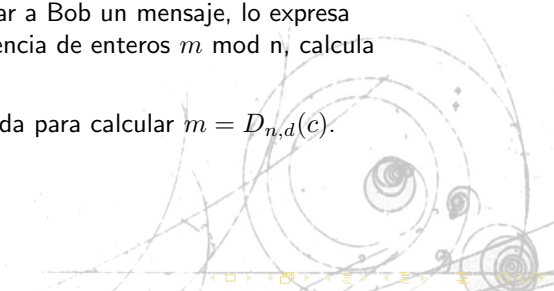 ar a Bob un mensaje, lo expresa
encia de enteros m mod n, calcula
da para calcular m = D_{n,d}(c).